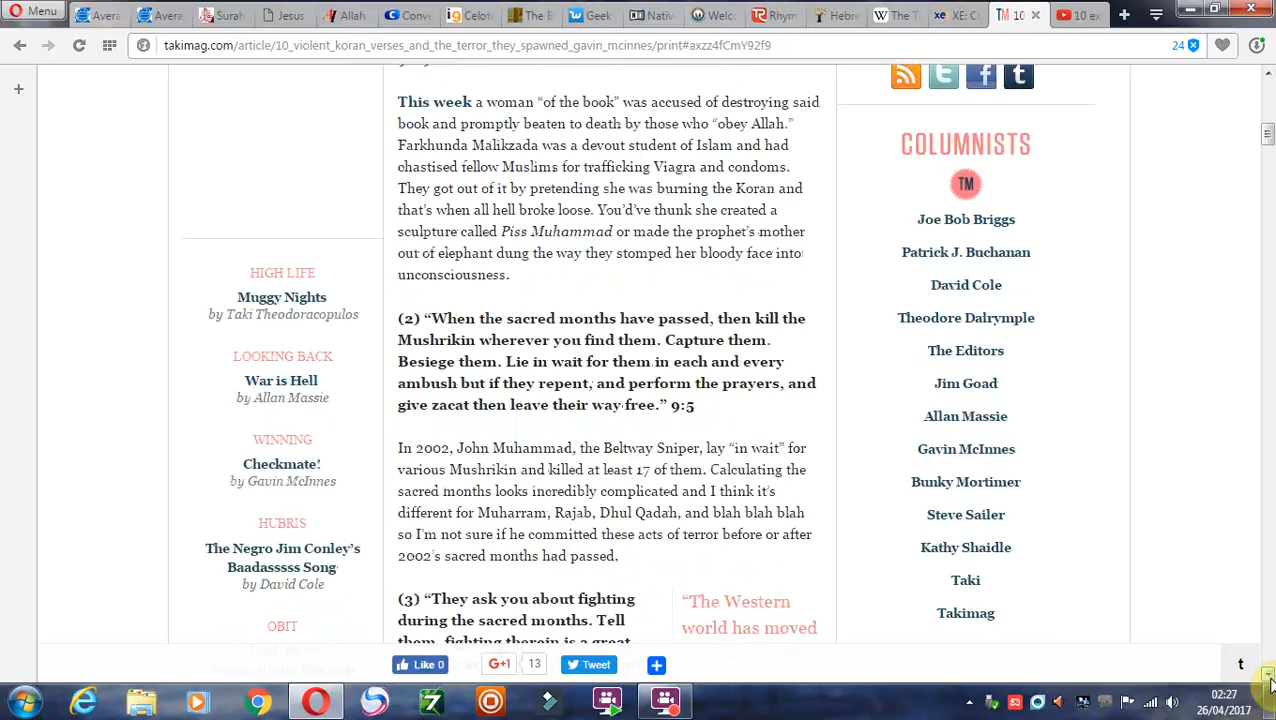 Menu
Avera
Avera
Surah
Jesus
Allah
Conve
Celot
The B
Geek
Nativ
Welco
Rhym
Hebre
The T
XE: Co
TM 10
10 ex
takimag.com/article/10_violent_koran_verses_and_the_terror_they_spawned_gavin_mcinnes/print#axzz4fCmY92f9
24
This week a woman “of the book” was accused of destroying said
book and promptly beaten to death by those who “obey Allah.”
Farkhunda Malikzada was a devout student of Islam and had
chastised fellow Muslims for trafficking Viagra and condoms.
They got out of it by pretending she was burning the Koran and
that’s when all hell broke loose. You’d’ve thunk she created a
sculpture called Piss Muhammad or made the prophet’s mother
out of elephant dung the way they stomped her bloody face into
unconsciousness.
(2) “When the sacred months have passed, then kill the
Mushrikin wherever you find them. Capture them.
Besiege them. Lie in wait for them in each and every
ambush but if they repent, and perform the prayers, and
give zacat then leave their way free.” 9:5
In 2002, John Muhammad, the Beltway Sniper, lay “in wait” for
various Mushrikin and killed at least 17 of them. Calculating the
sacred months looks incredibly complicated and I think it’s
different for Muharram, Rajab, Dhul Qadah, and blah blah blah
so I’m not sure if he committed these acts of terror before or after
2002’s sacred months had passed.
(3) “They ask you about fighting
during the sacred months. Tell
them, fighting therein is a great
“The Western
world has moved
HIGH LIFE
Muggy Nights
by Taki Theodoracopulos
LOOKING BACK
War is Hell
by Allan Massie
WINNING
Checkmate!
by Gavin McInnes
HUBRIS
The Negro Jim Conley’s
Baadasssss Song
by David Cole
OBIT
COLUMNISTS
TM
Joe Bob Briggs
Patrick J. Buchanan
David Cole
Theodore Dalrymple
The Editors
Jim Goad
Allan Massie
Gavin McInnes
Bunky Mortimer
Steve Sailer
Kathy Shaidle
Taki
Takimag
Like 0
G+1
13
Tweet
t
02:27
26/04/2017